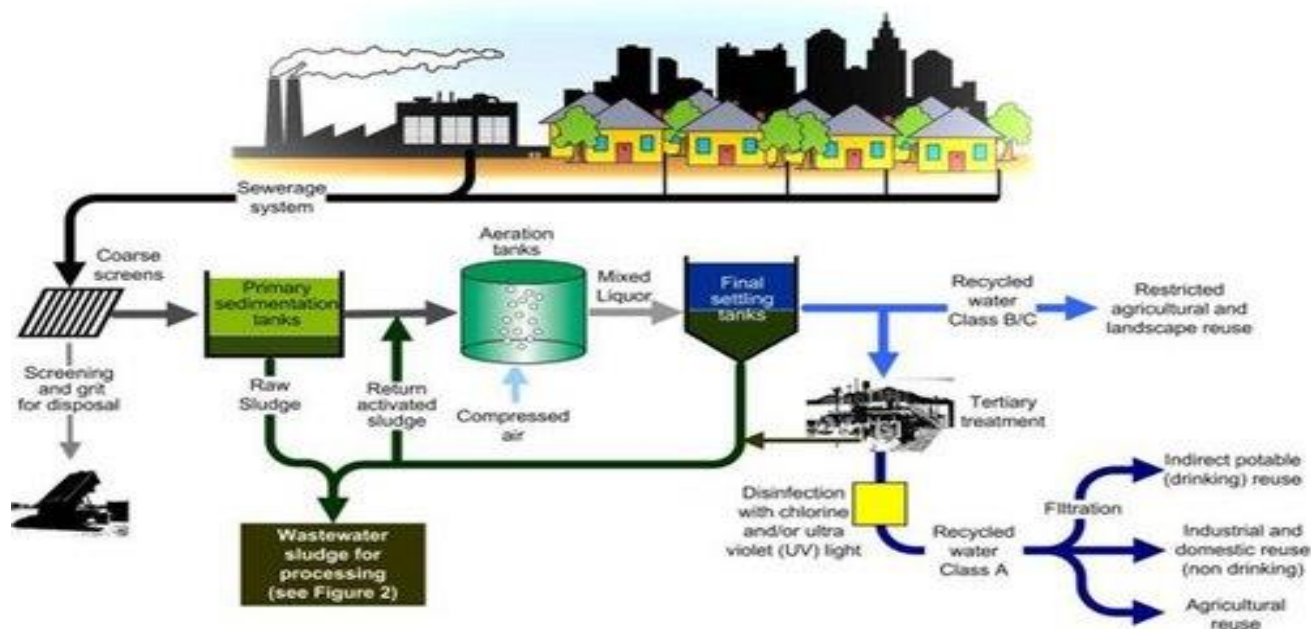 Sewerage
system
Coarse
screens
Primary
sedimentation
tanks
Aeration
tanks
Mixed
Liquor
Final
settling
tanks
Recycled
water
Class B/C
Restricted
agricultural and
landscape reuse
Screening
and grit
for disposal
Raw
Sludge
Return
activated
sludge
Compressed
air
Tertiary
treatment
Wastewater
sludge for
processing
(see Figure 2)
Disinfection
with chlorine
and/or ultra
violet (UV) light
Recycled
water
Class A
FIltration
Indirect potable
(drinking) reuse
Industrial and
domestic reuse
(non drinking)
Agricultural
reuse